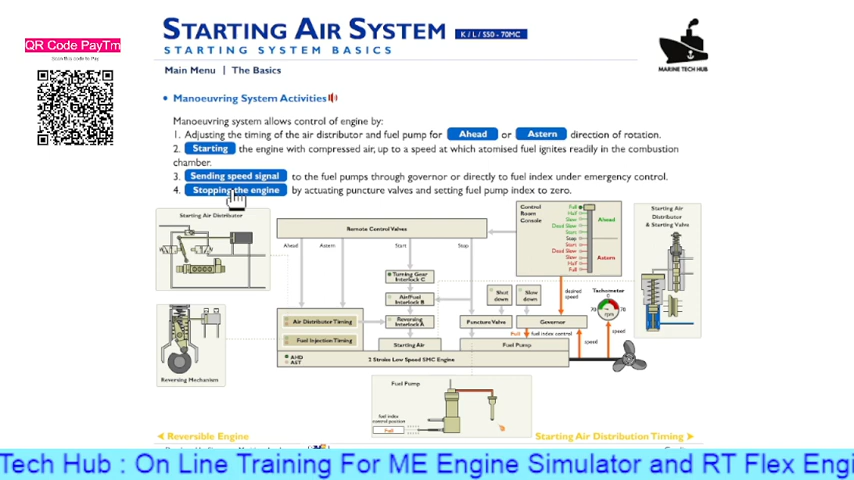 STARTING AIR SYSTEM K / L / S50 - 70MC
STARTING SYSTEM BASICS
QR Code PayTm
Scan this code to Pay
MARINE TECH HUB
Main Menu | The Basics
• Manoeuvring System Activities
Manoeuvring system allows control of engine by:
1. Adjusting the timing of the air distributor and fuel pump for Ahead or Astern direction of rotation.
2. Starting the engine with compressed air, up to a speed at which atomised fuel ignites readily in the combustion
chamber.
3. Sending speed signal to the fuel pumps through governor or directly to fuel index under emergency control.
4. Stopping the engine by actuating puncture valves and setting fuel pump index to zero.
Starting Air Distributor
Remote Control Valves
Control
Room
Console
Full
Half
Slow
Dead Slow
Start
Stop
Start
Dead Slow
Slow
Half
Full
Ahead
Astern
Starting Air
Distributor
& Starting Valve
Ahead
Astern
Start
Stop
Turning Gear
Interlock C
Air/Fuel
Interlock B
Reversing
Interlock A
Shut
down
Slow
down
desired
speed
Tachometer
0
70
70
rpm
Air Distributor Timing
Fuel Injection Timing
Puncture Valve
Governor
Full
fuel index control
speed
speed
Starting Air
Fuel Pump
AHD
AST
2 Stroke Low Speed SMC Engine
Reversing Mechanism
Fuel Pump
fuel index
control position
Full
Reversible Engine
Starting Air Distribution Timing
Tech Hub : On Line Training For ME Engine Simulator and RT Flex Engi